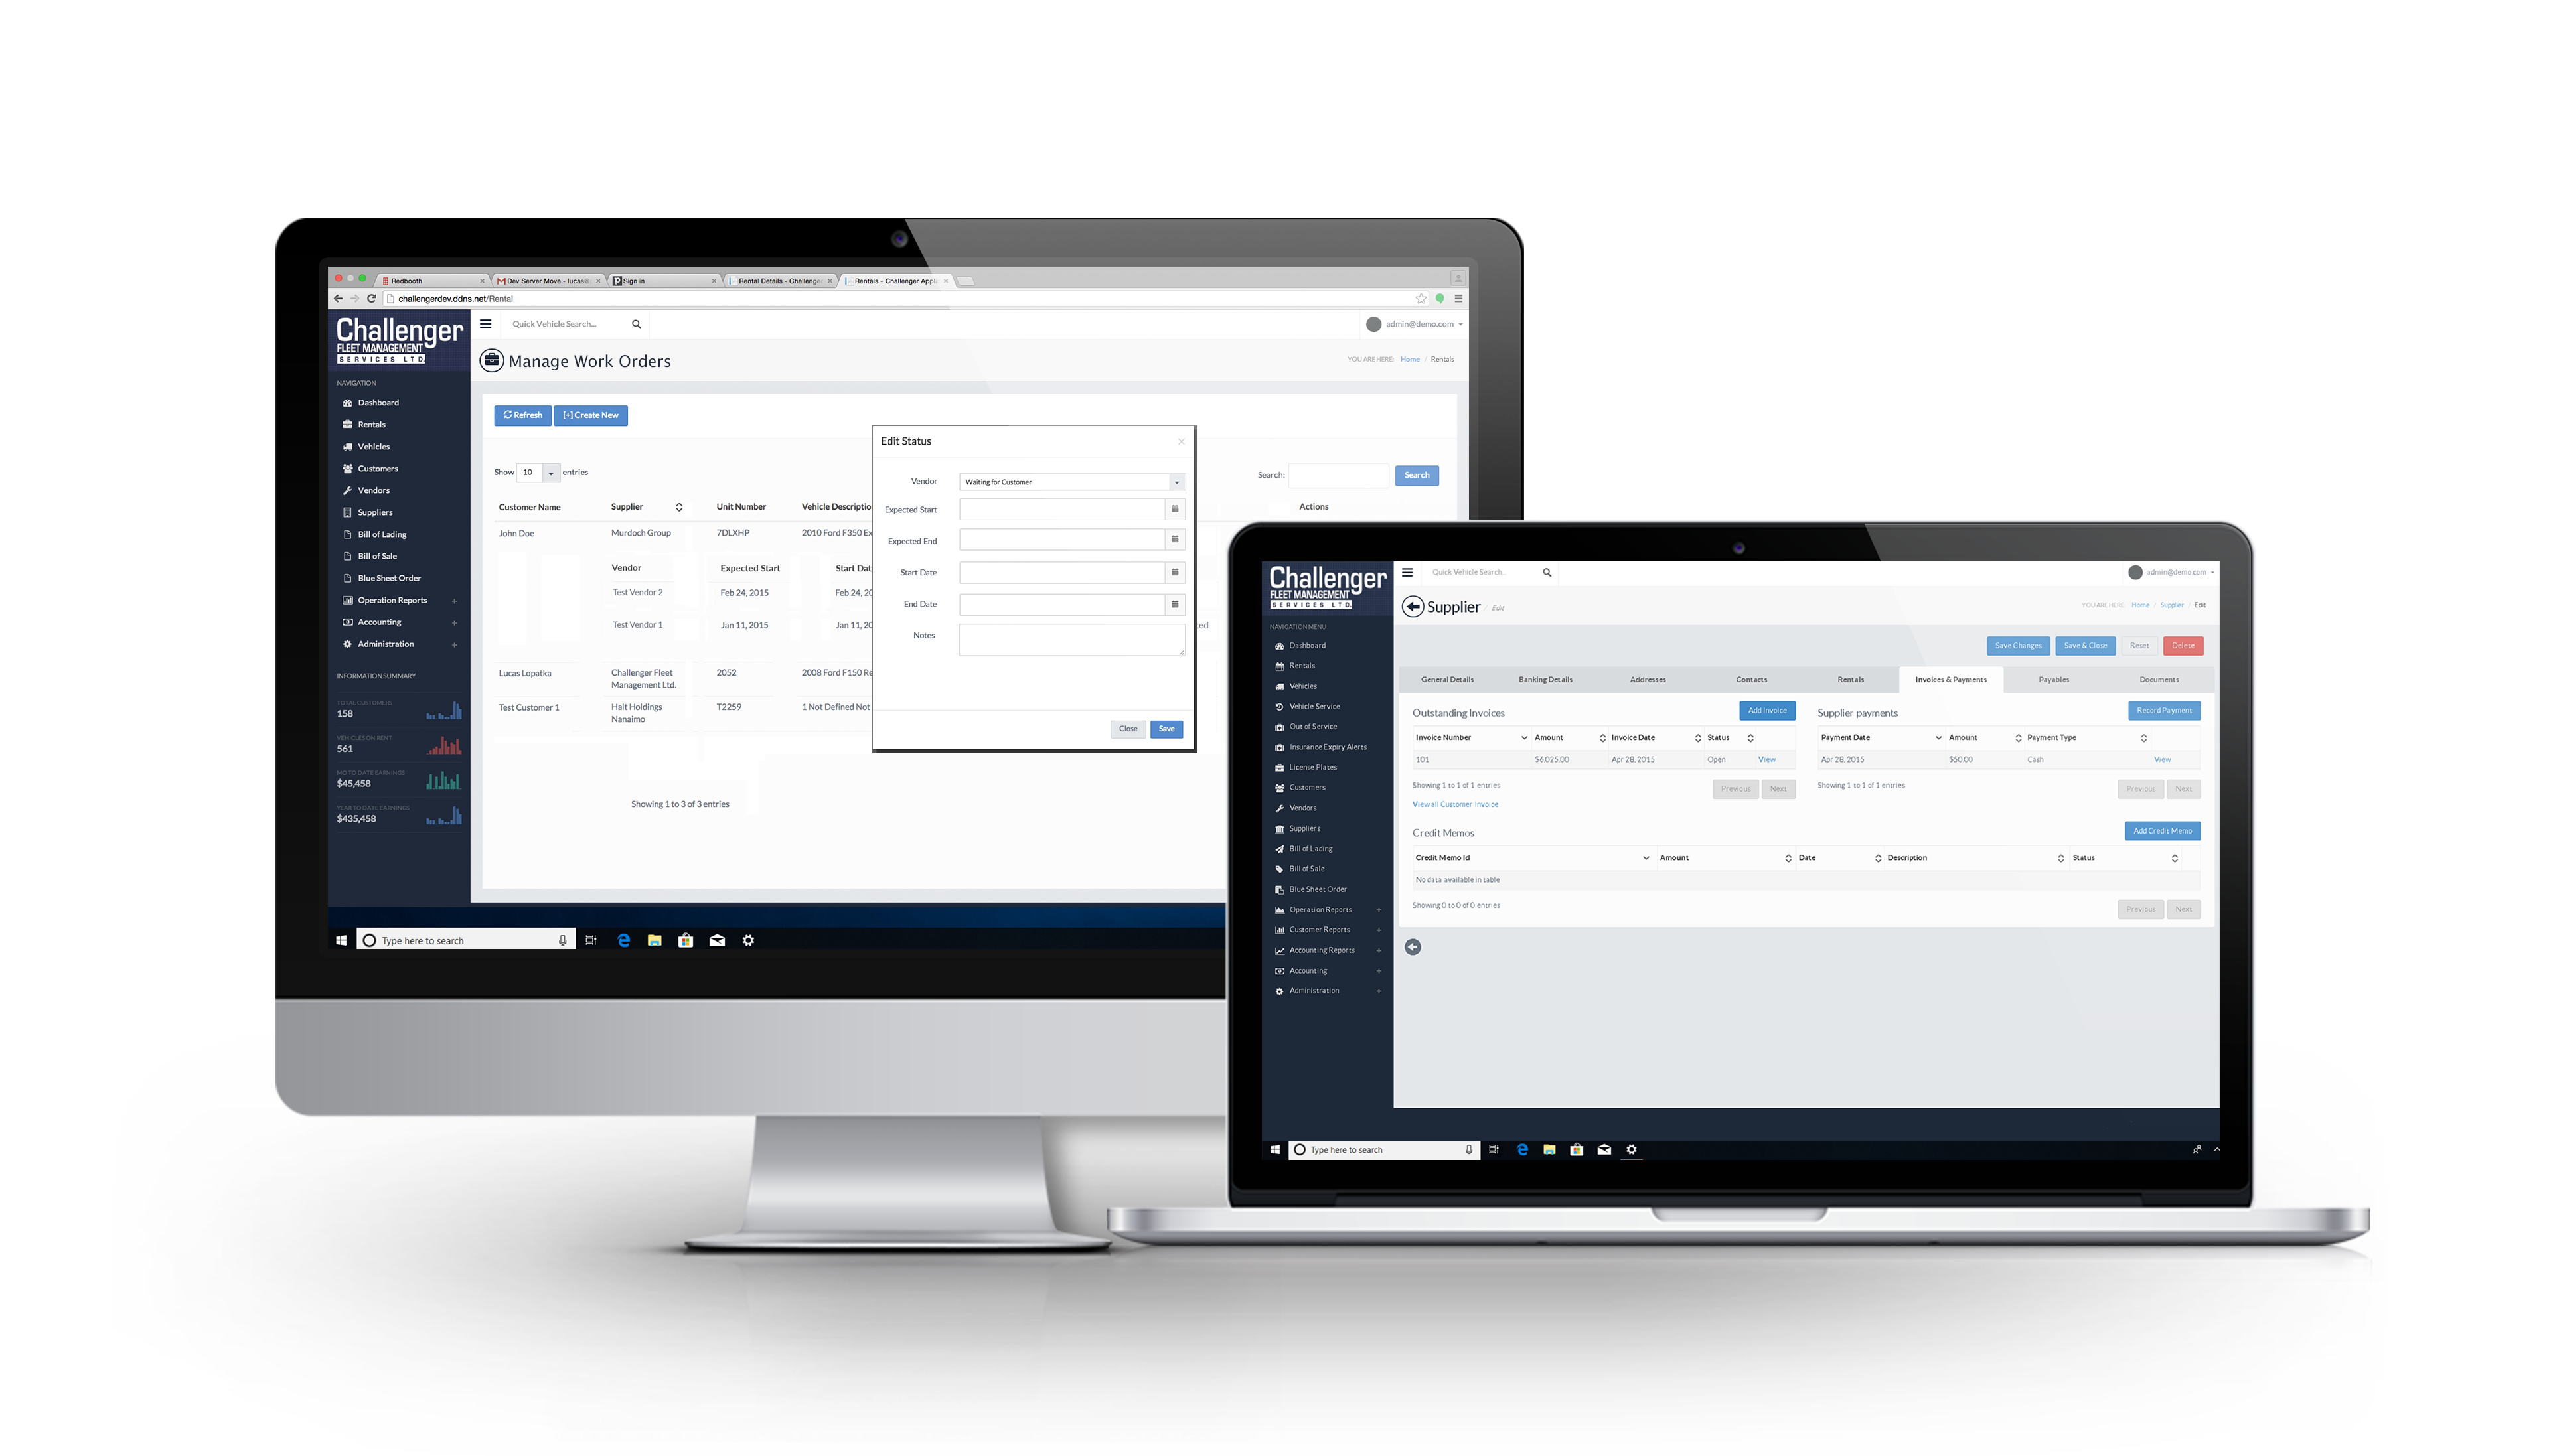 Redbooth
Dev Server Move - lucas@
Sign in
Rental Details - Challenger
Rentals - Challenger Appl
challengerdev.ddns.net/Rental
Challenger
FLEET MANAGEMENT
SERVICES LTD.
Quick Vehicle Search...
admin@demo.com
Manage Work Orders
YOU ARE HERE: Home / Rentals
NAVIGATION
Dashboard
Rentals
Vehicles
Customers
Vendors
Suppliers
Bill of Lading
Bill of Sale
Blue Sheet Order
Operation Reports +
Accounting +
Administration +
INFORMATION SUMMARY
TOTAL CUSTOMERS
158
VEHICLES ON RENT
561
MO TO DATE EARNINGS
$45,458
YEAR TO DATE EARNINGS
$435,458
Refresh
[+] Create New
Show 10 entries
Search:
Search
Customer Name Supplier Unit Number Vehicle Descriptio Actions
John Doe Murdoch Group 7DLXHP 2010 Ford F350 Ex
Vendor Expected Start Start Dat
Test Vendor 2 Feb 24, 2015 Feb 24, 20
Test Vendor 1 Jan 11, 2015 Jan 11, 20 ted
Lucas Lopatka Challenger Fleet 2052 2008 Ford F150 Re
Management Ltd.
Test Customer 1 Halt Holdings T2259 1 Not Defined Not
Nanaimo
Showing 1 to 3 of 3 entries
Edit Status ×
Vendor Waiting for Customer
Expected Start
Expected End
Start Date
End Date
Notes
Close Save
Type here to search
Challenger
FLEET MANAGEMENT
SERVICES LTD.
Quick Vehicle Search..
admin@demo.com
Supplier / Edit
YOU ARE HERE: Home / Supplier / Edit
NAVIGATION MENU
Dashboard
Rentals
Vehicles
Vehicle Service
Out of Service
Insurance Expiry Alerts
License Plates
Customers
Vendors
Suppliers
Bill of Lading
Bill of Sale
Blue Sheet Order
Operation Reports +
Customer Reports +
Accounting Reports +
Accounting +
Administration +
Save Changes Save & Close Reset Delete
General Details Banking Details Addresses Contacts Rentals Invoices & Payments Payables Documents
Outstanding Invoices Add Invoice
Invoice Number Amount Invoice Date Status
101 $6,025.00 Apr 28, 2015 Open View
Showing 1 to 1 of 1 entries
Previous Next
View all Customer Invoice
Supplier payments Record Payment
Payment Date Amount Payment Type
Apr 28, 2015 $50.00 Cash View
Showing 1 to 1 of 1 entries
Previous Next
Credit Memos Add Credit Memo
Credit Memo Id Amount Date Description Status
No data available in table
Showing 0 to 0 of 0 entries
Previous Next
Type here to search